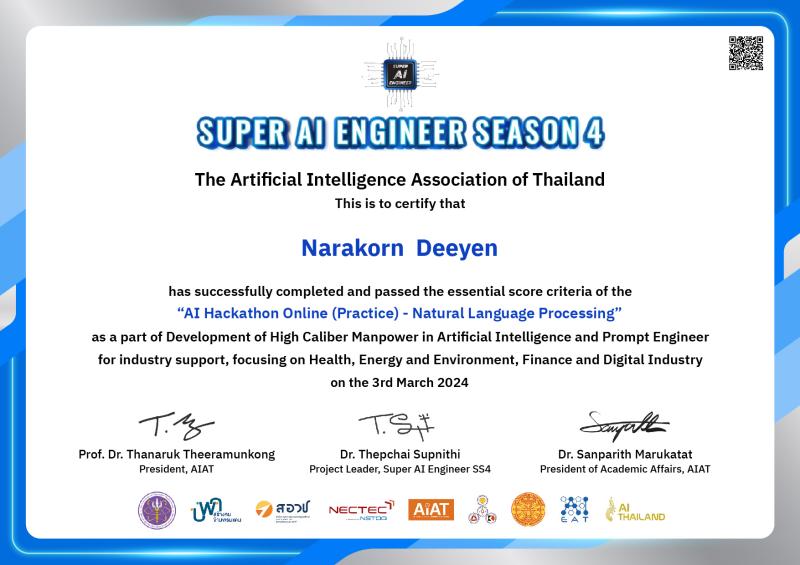 SUPER
AI
ENGINEER
SUPER AI ENGINEER SEASON 4
The Artificial Intelligence Association of Thailand
This is to certify that
Narakorn Deeyen
has successfully completed and passed the essential score criteria of the
“AI Hackathon Online (Practice) - Natural Language Processing”
as a part of Development of High Caliber Manpower in Artificial Intelligence and Prompt Engineer
for industry support, focusing on Health, Energy and Environment, Finance and Digital Industry
on the 3rd March 2024
Prof. Dr. Thanaruk Theeramunkong
President, AIAT
Dr. Thepchai Supnithi
Project Leader, Super AI Engineer SS4
Dr. Sanparith Marukatat
President of Academic Affairs, AIAT
สอวช
NECTEC
NSTDA
AiAT
EAT
AI
THAILAND